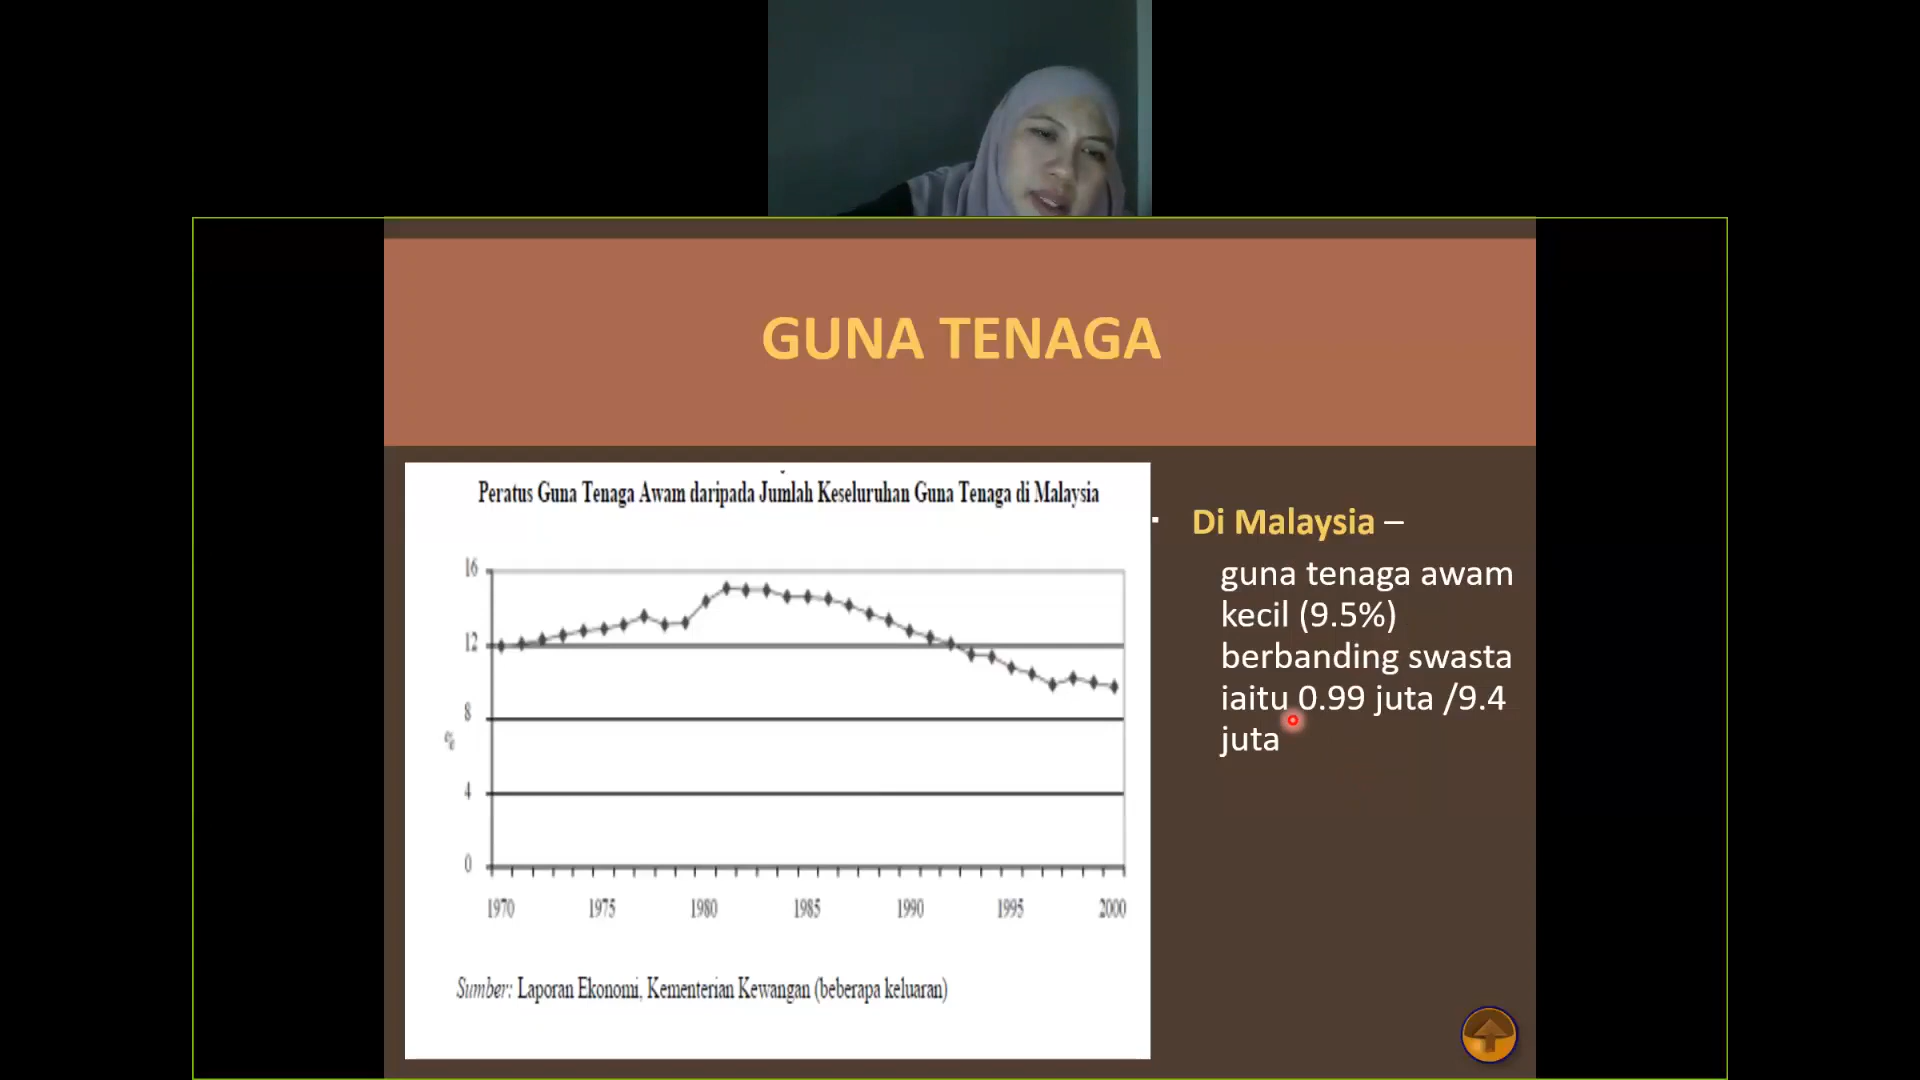 GUNA TENAGA
Peratus Guna Tenaga Awam daripada Jumlah Keseluruhan Guna Tenaga di Malaysia
16
12
8
%
4
0
1970 1975 1980 1985 1990 1995 2000
Sumber: Laporan Ekonomi, Kementerian Kewangan (beberapa keluaran)
▪ Di Malaysia –
guna tenaga awam
kecil (9.5%)
berbanding swasta
iaitu 0.99 juta /9.4
juta